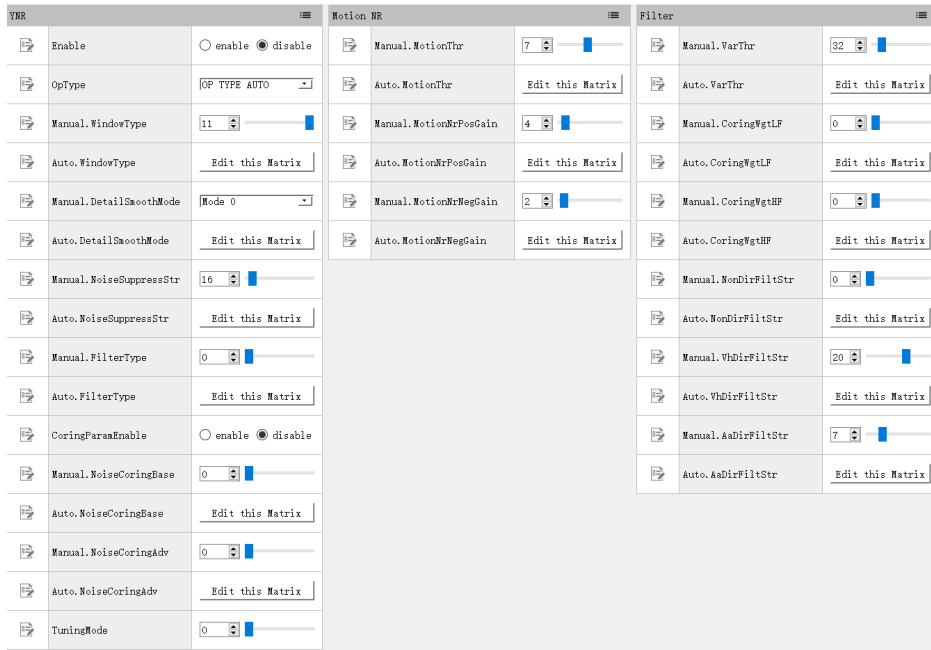 YNR
Enable enable disable
OpType OP TYPE AUTO
Manual.WindowType 11
Auto.WindowType Edit this Matrix
Manual.DetailSmoothMode Mode 0
Auto.DetailSmoothMode Edit this Matrix
Manual.NoiseSuppressStr 16
Auto.NoiseSuppressStr Edit this Matrix
Manual.FilterType 0
Auto.FilterType Edit this Matrix
CoringParamEnable enable disable
Manual.NoiseCoringBase 0
Auto.NoiseCoringBase Edit this Matrix
Manual.NoiseCoringAdv 0
Auto.NoiseCoringAdv Edit this Matrix
TuningMode 0
Motion NR
Manual.MotionThr 7
Auto.MotionThr Edit this Matrix
Manual.MotionNrPosGain 4
Auto.MotionNrPosGain Edit this Matrix
Manual.MotionNrNegGain 2
Auto.MotionNrNegGain Edit this Matrix
Filter
Manual.VarThr 32
Auto.VarThr Edit this Matrix
Manual.CoringWgtLF 0
Auto.CoringWgtLF Edit this Matrix
Manual.CoringWgtHF 0
Auto.CoringWgtHF Edit this Matrix
Manual.NonDirFiltStr 0
Auto.NonDirFiltStr Edit this Matrix
Manual.VhDirFiltStr 20
Auto.VhDirFiltStr Edit this Matrix
Manual.AaDirFiltStr 7
Auto.AaDirFiltStr Edit this Matrix